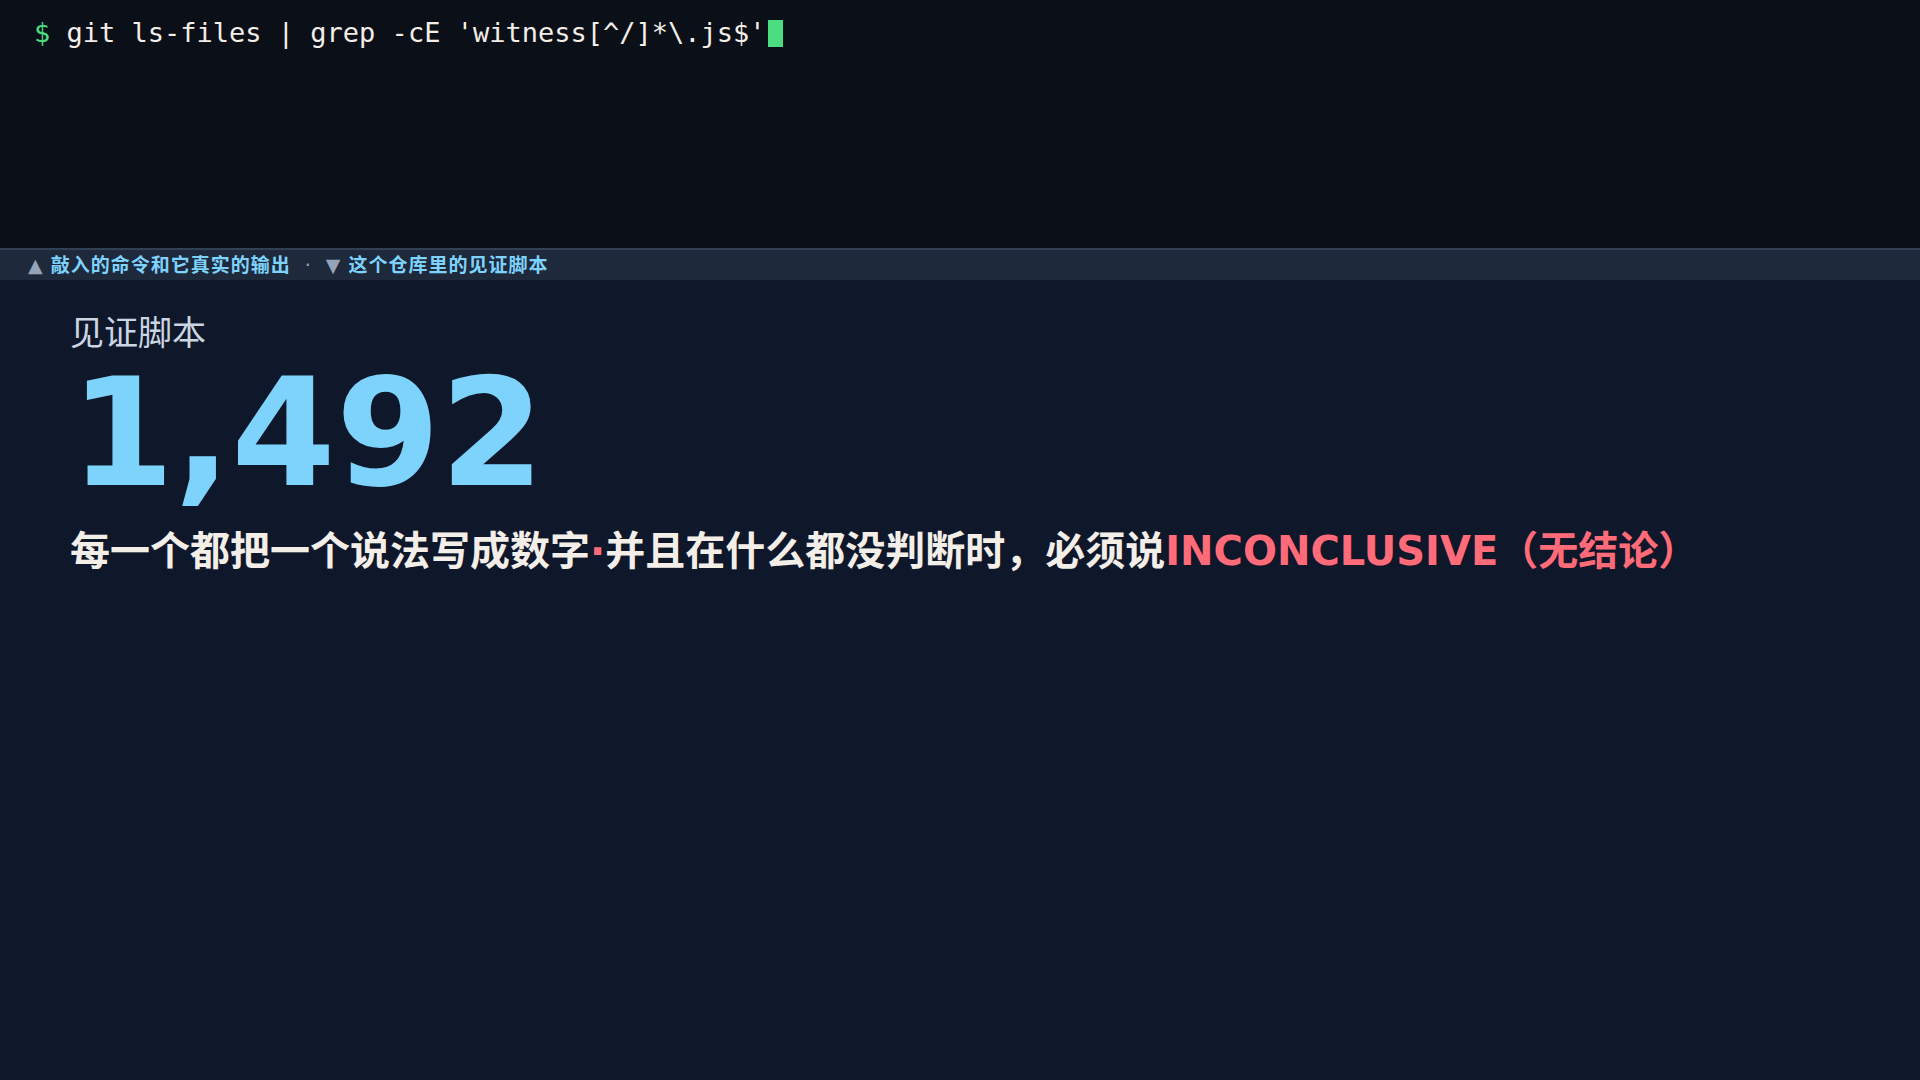 $ git ls-files | grep -cE 'witness[^/]*\.js$'
▲ 敲入的命令和它真实的输出 · ▼ 这个仓库里的见证脚本
见证脚本
1,492
每一个都把一个说法写成数字·并且在什么都没判断时，必须说INCONCLUSIVE（无结论）